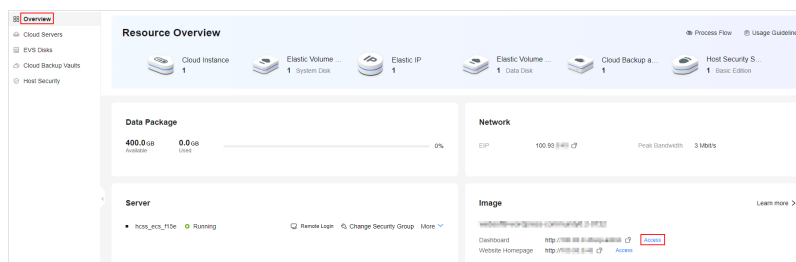 Overview
Cloud Servers
EVS Disks
Cloud Backup Vaults
Host Security
Resource Overview
Process Flow
Usage Guideline
Cloud Instance
1
Elastic Volume ...
1 System Disk
Elastic IP
1
Elastic Volume ...
1 Data Disk
Cloud Backup a...
1
Host Security S...
1 Basic Edition
Data Package
400.0 GB
Available
0.0 GB
Used
0%
Network
EIP
100.93.
Peak Bandwidth
3 Mbit/s
Server
hcss_ecs_f15e
Running
Remote Login
Change Security Group
More
Image
Learn more
Dashboard
http://
Access
Website Homepage
http://
Access